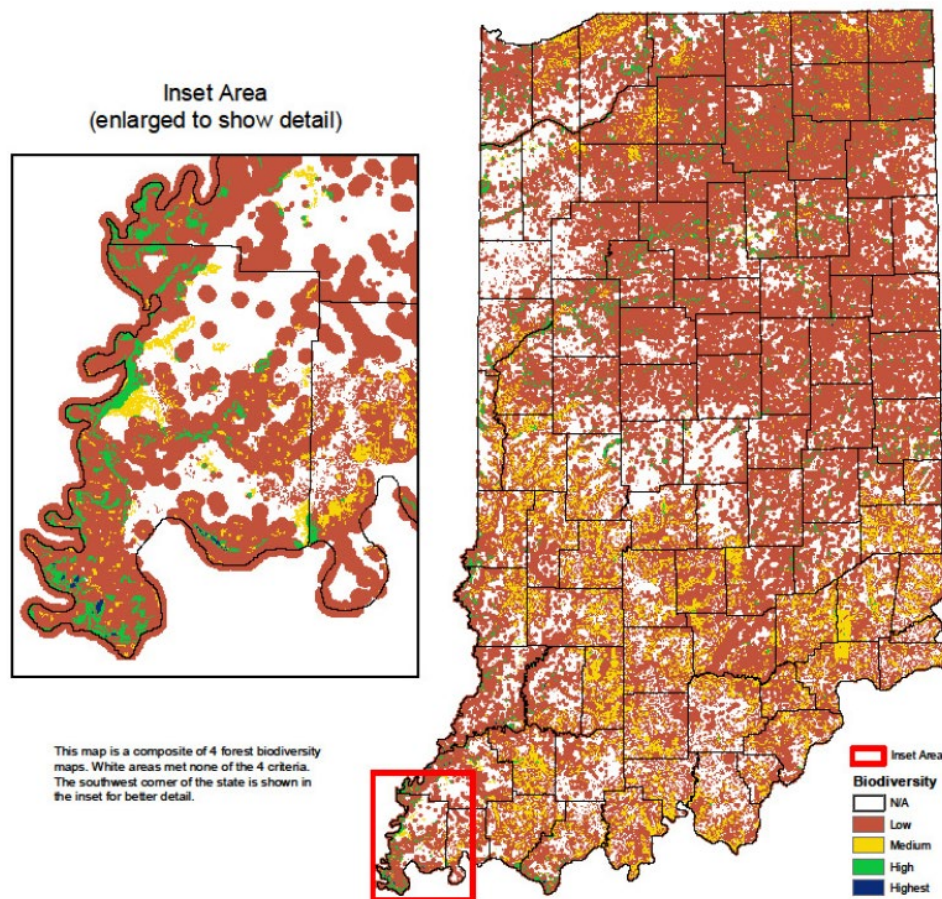 Inset Area
(enlarged to show detail)
This map is a composite of 4 forest biodiversity
maps. White areas met none of the 4 criteria.
The southwest corner of the state is shown in
the inset for better detail.
Inset Area
Biodiversity
N/A
Low
Medium
High
Highest